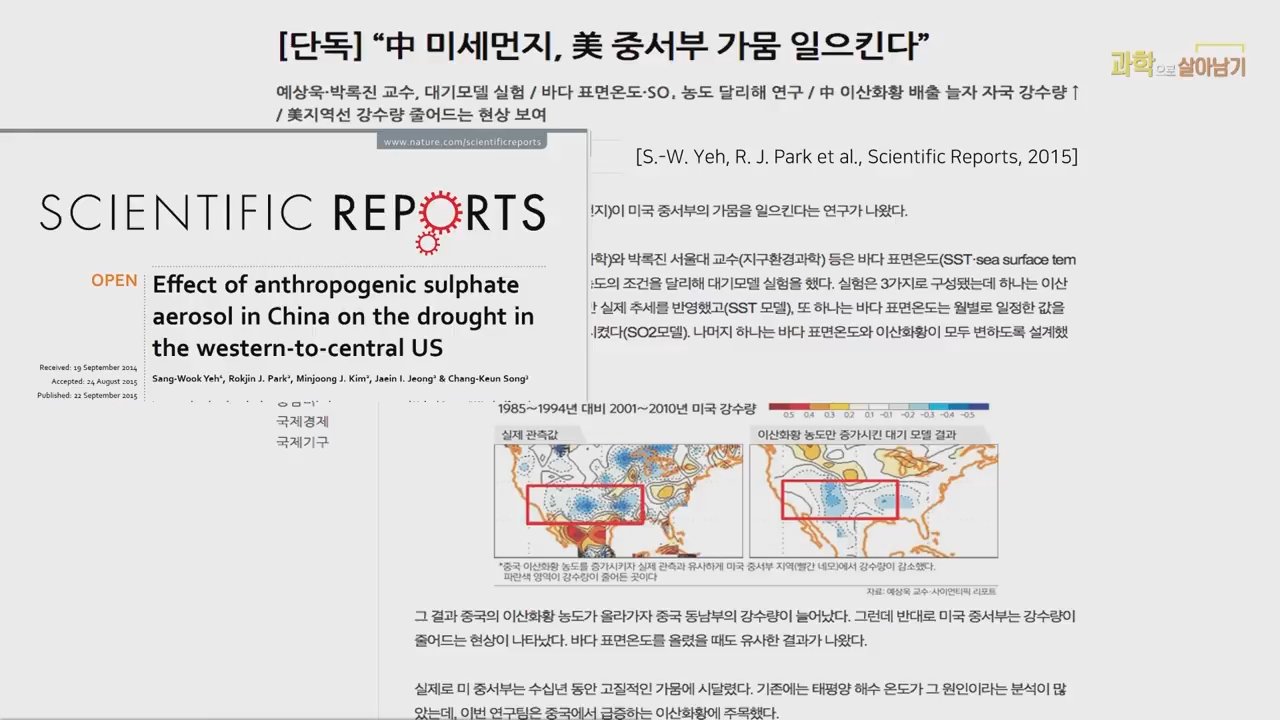 [단독] “中 미세먼지, 美 중서부 가뭄 일으킨다”
과학으로 살아남기
예상욱·박록진 교수, 대기모델 실험 / 바다 표면온도·SO₂ 농도 달리해 연구 / 中 이산화황 배출 늘자 자국 강수량↑
/ 美지역선 강수량 줄어드는 현상 보여
www.nature.com/scientificreports
[S.-W. Yeh, R. J. Park et al., Scientific Reports, 2015]
SCIENTIFIC REPORTS
OPEN
Effect of anthropogenic sulphate
aerosol in China on the drought in
the western-to-central US
Received: 19 September 2014
Accepted: 24 August 2015
Published: 22 September 2015
Sang-Wook Yeh¹, Rokjin J. Park², Minjoong J. Kim², Jaein I. Jeong² & Chang-Keun Song³
지)이 미국 중서부의 가뭄을 일으킨다는 연구가 나왔다.
학)와 박록진 서울대 교수(지구환경과학) 등은 바다 표면온도(SST·sea surface tem
도의 조건을 달리해 대기모델 실험을 했다. 실험은 3가지로 구성됐는데 하나는 이산
실제 추세를 반영했고(SST 모델), 또 하나는 바다 표면온도는 월별로 일정한 값을
켰다(SO2모델). 나머지 하나는 바다 표면온도와 이산화황이 모두 변하도록 설계했
국제경제
국제기구
1985~1994년 대비 2001~2010년 미국 강수량
0.5 0.4 0.3 0.2 0.1 -0.1 -0.2 -0.3 -0.4 -0.5
실제 관측값
이산화황 농도만 증가시킨 대기 모델 결과
*중국 이산화황 농도를 증가시키자 실제 관측과 유사하게 미국 중서부 지역(빨간 네모)에서 강수량이 감소했다.
파란색 영역이 강수량이 줄어든 곳이다
자료: 예상욱 교수·사이언티픽 리포트
그 결과 중국의 이산화황 농도가 올라가자 중국 동남부의 강수량이 늘어났다. 그런데 반대로 미국 중서부는 강수량이
줄어드는 현상이 나타났다. 바다 표면온도를 올렸을 때도 유사한 결과가 나왔다.
실제로 미 중서부는 수십년 동안 고질적인 가뭄에 시달렸다. 기존에는 태평양 해수 온도가 그 원인이라는 분석이 많
았는데, 이번 연구팀은 중국에서 급증하는 이산화황에 주목했다.